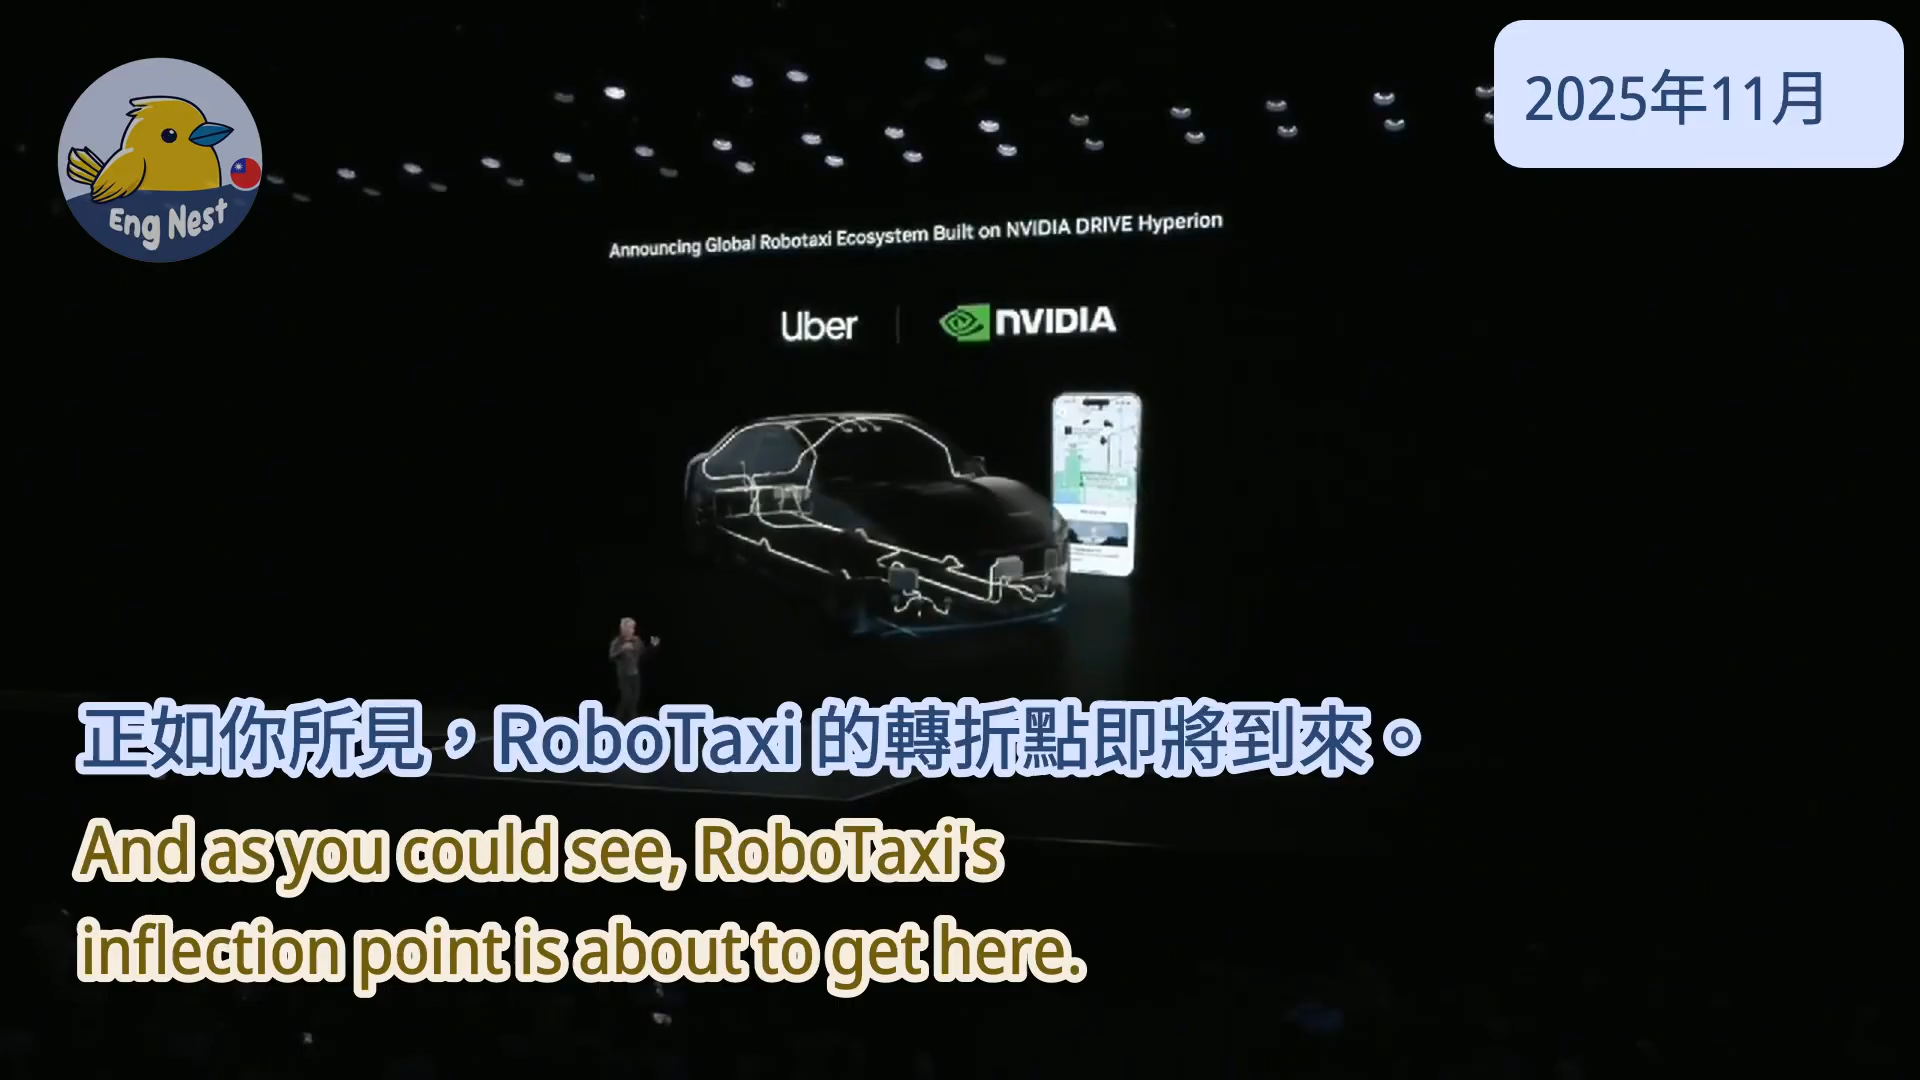 2025年11月
Eng Nest
Announcing Global Robotaxi Ecosystem Built on NVIDIA DRIVE Hyperion
Uber | NVIDIA
正如你所見，RoboTaxi 的轉折點即將到來。
And as you could see, RoboTaxi's
inflection point is about to get here.